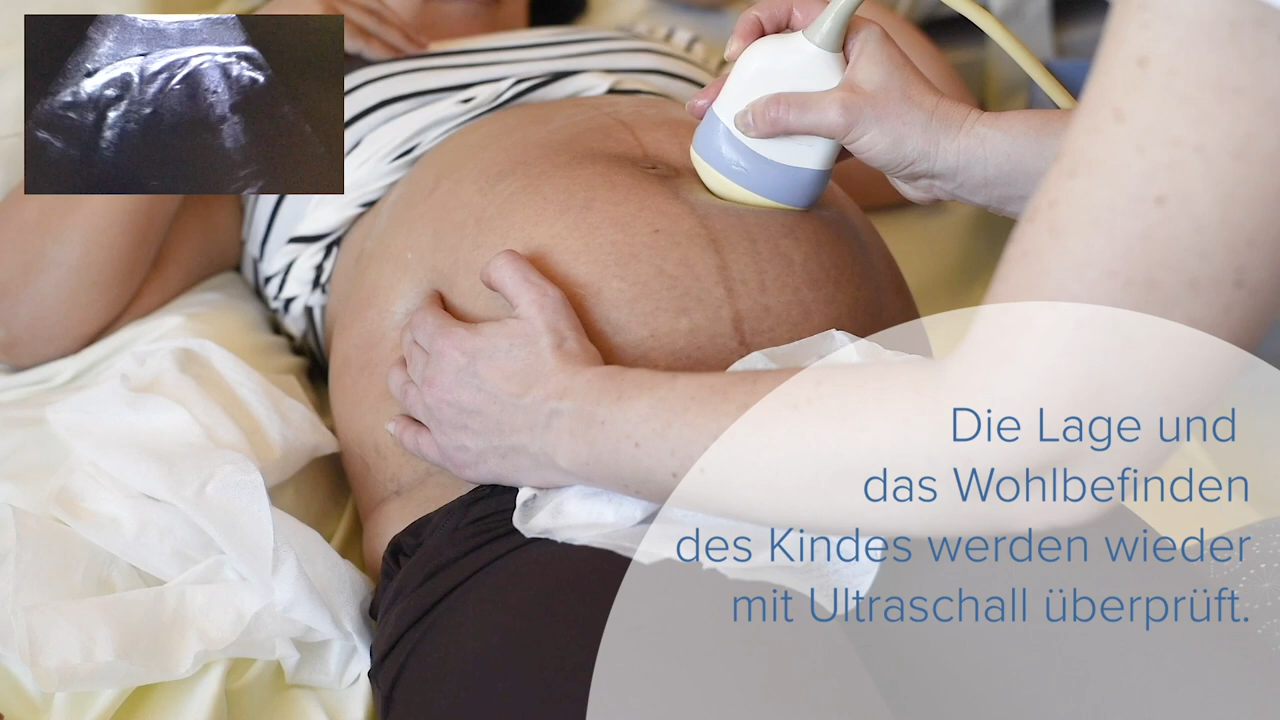 Die Lage und
das Wohlbefinden
des Kindes werden wieder
mit Ultraschall überprüft.